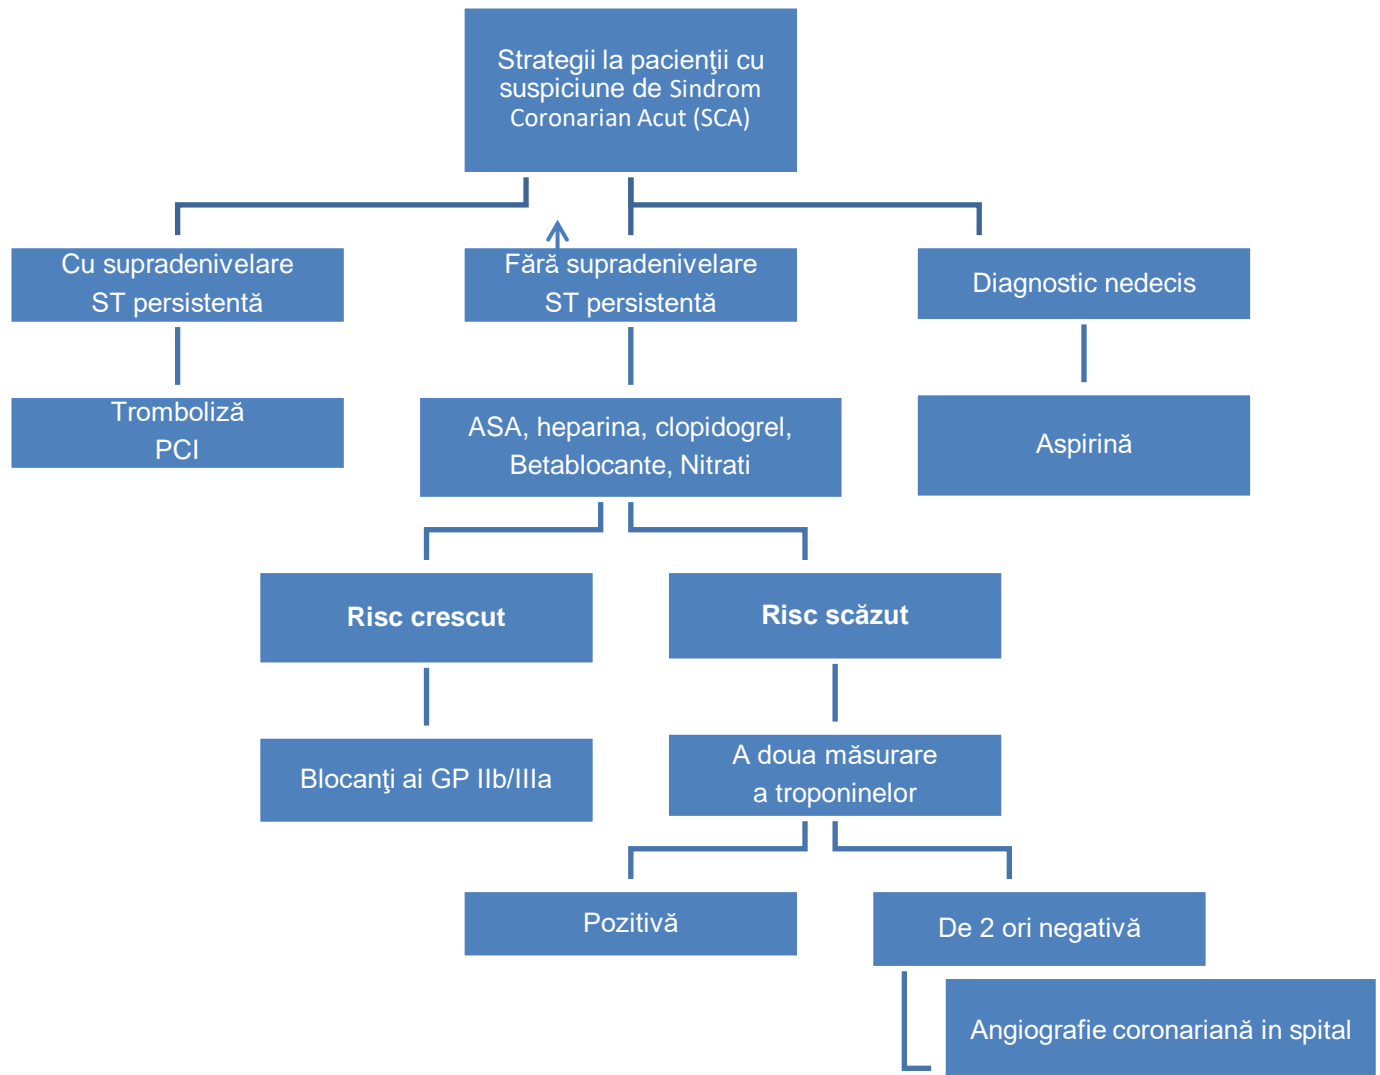 Strategii la pacienţii cu
suspiciune de Sindrom
Coronarian Acut (SCA)
Cu supradenivelare
ST persistentă
Fără supradenivelare
ST persistentă
Diagnostic nedecis
Tromboliză
PCI
ASA, heparina, clopidogrel,
Betablocante, Nitrati
Aspirină
Risc crescut
Risc scăzut
Blocanţi ai GP IIb/IIIa
A doua măsurare
a troponinelor
Pozitivă
De 2 ori negativă
Angiografie coronariană in spital